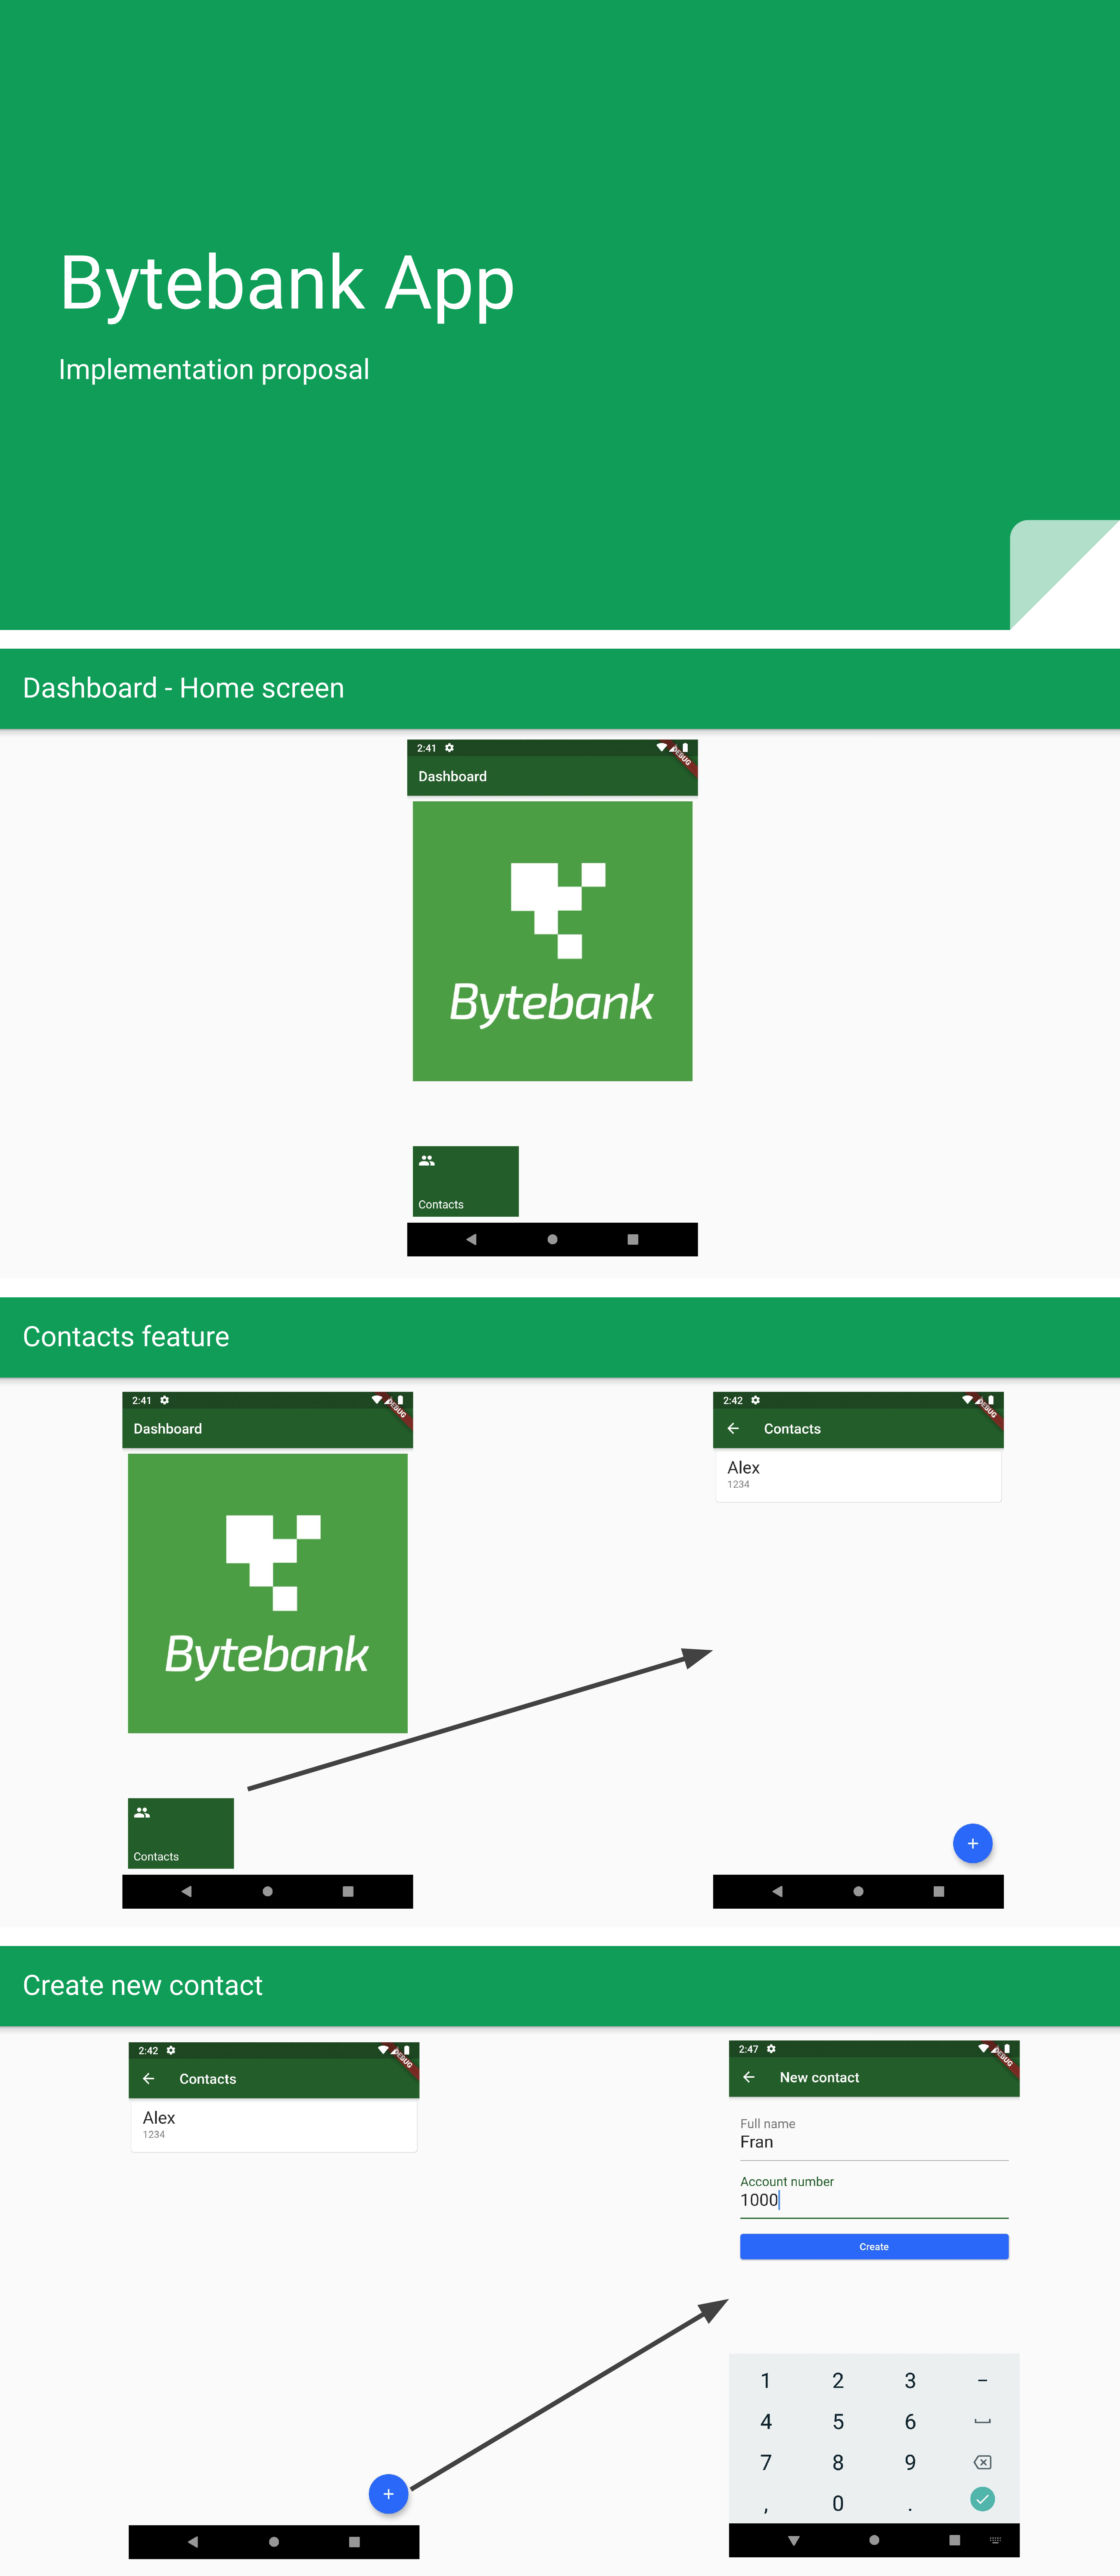 Bytebank App
Implementation proposal
Dashboard - Home screen
2:41
DEBUG
Dashboard
Bytebank
Contacts
Contacts feature
2:41
DEBUG
Dashboard
Bytebank
Contacts
2:42
DEBUG
Contacts
Alex
1234
+
Create new contact
2:42
DEBUG
Contacts
Alex
1234
+
2:47
DEBUG
New contact
Full name
Fran
Account number
1000
Create
1 2 3 -
4 5 6
7 8 9
, 0 .